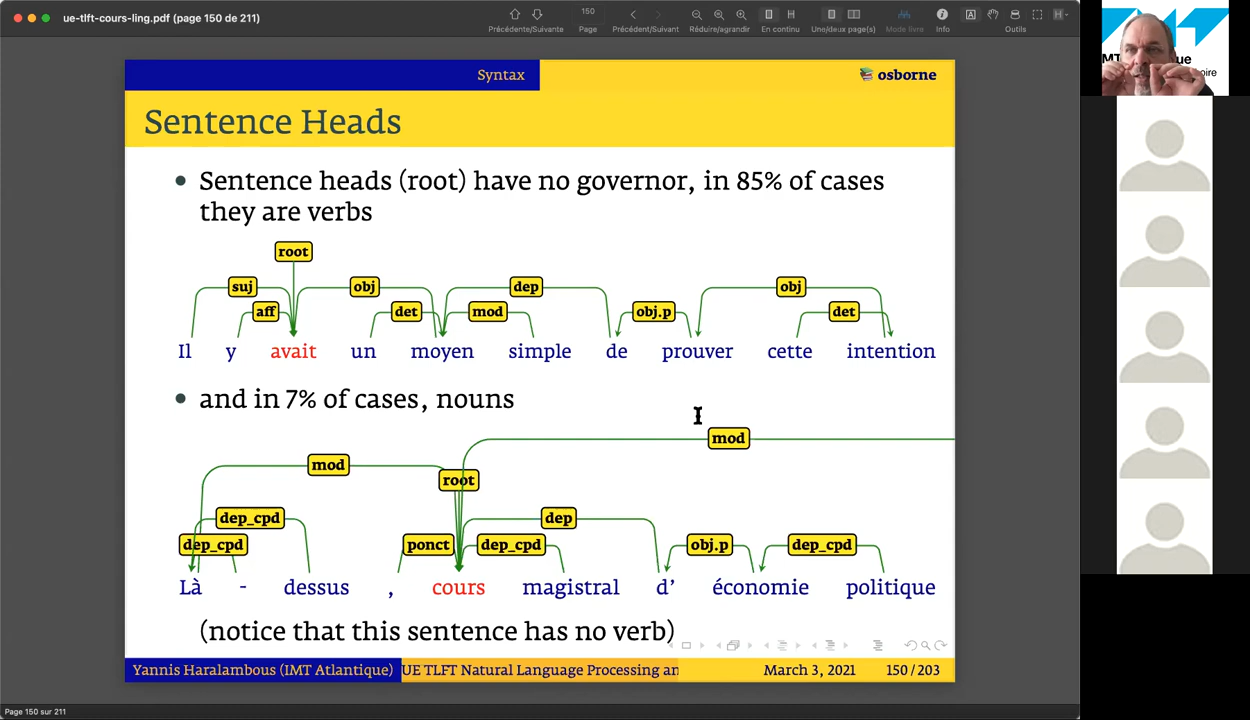 ue-tlft-cours-ling.pdf (page 150 de 211)
150
Précédente/Suivante
Page
Précédent/Suivant
Réduire/agrandir
En continu
Uno/deux page(s)
Mode livre
Info
Outils
Syntax
osborne
Sentence Heads
Sentence heads (root) have no governor, in 85% of cases
they are verbs
root
suj obj dep obj
aff det mod obj.p det
Il y avait un moyen simple de prouver cette intention
and in 7% of cases, nouns
mod
mod
root
dep_cpd dep
dep_cpd ponct dep_cpd obj.p dep_cpd
Là - dessus , cours magistral d' économie politique
(notice that this sentence has no verb)
Yannis Haralambous (IMT Atlantique) UE TLFT Natural Language Processing an March 3, 2021 150 / 203
Page 150 sur 211